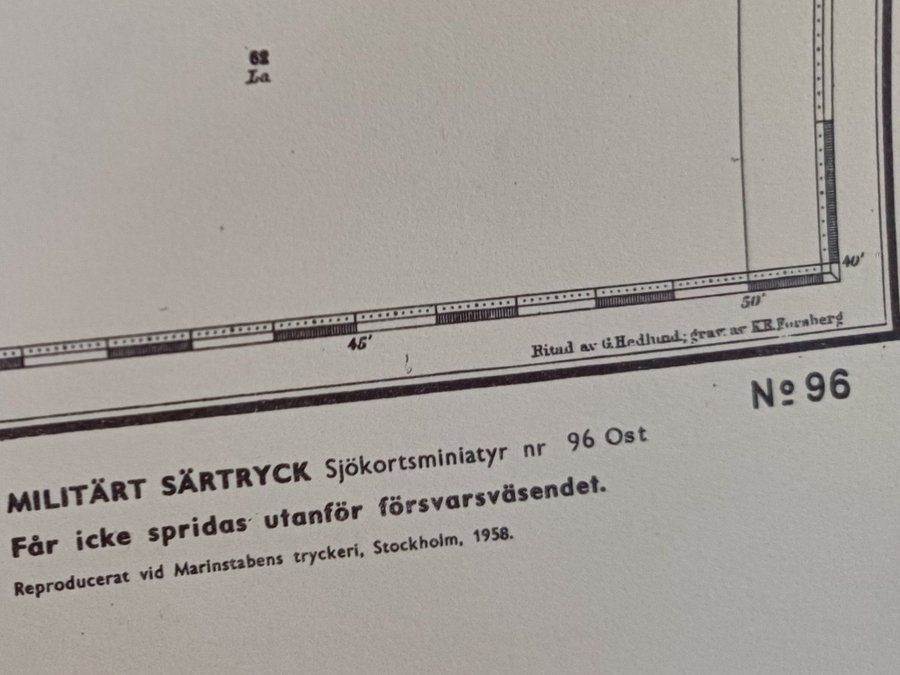 62
La
40'
45'
50'
Ritad av G. Hedlund; grav. av K.R. Forsberg
Nº 96
MILITÄRT SÄRTRYCK Sjökortsminiatyr nr 96 Ost
Får icke spridas utanför försvarsväsendet.
Reproducerat vid Marinstabens tryckeri, Stockholm, 1958.